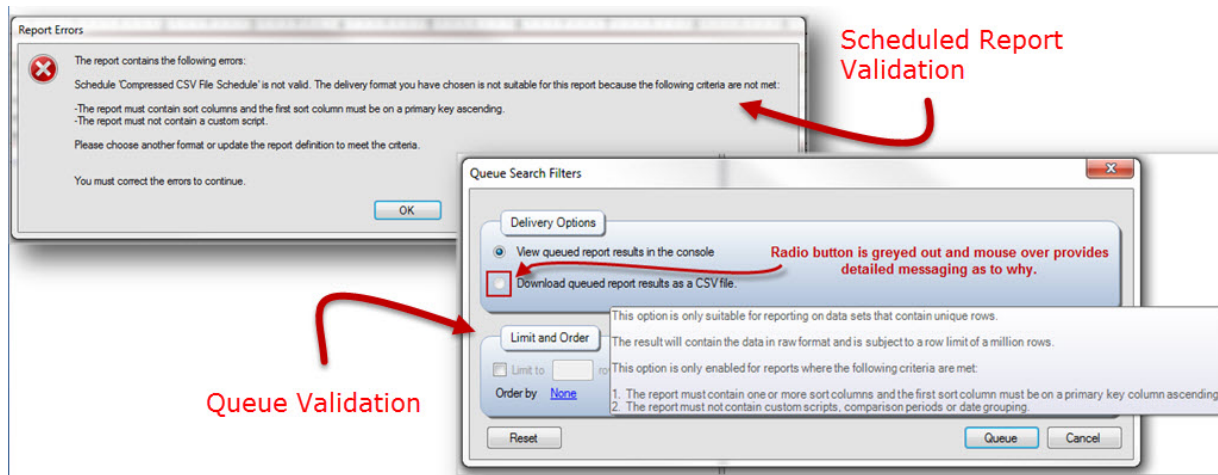 Report Errors
The report contains the following errors:
Schedule 'Compressed CSV File Schedule' is not valid. The delivery format you have chosen is not suitable for this report because the following criteria are not met:
-The report must contain sort columns and the first sort column must be on a primary key ascending.
-The report must not contain a custom script.
Please choose another format or update the report definition to meet the criteria.
You must correct the errors to continue.
OK
Scheduled Report
Validation
Queue Search Filters
Delivery Options
View queued report results in the console
Radio button is greyed out and mouse over provides
detailed messaging as to why.
Download queued report results as a CSV file.
This option is only suitable for reporting on data sets that contain unique rows.
The result will contain the data in raw format and is subject to a row limit of a million rows.
This option is only enabled for reports where the following criteria are met:
1. The report must contain one or more sort columns and the first sort column must be on a primary key column ascending
2. The report must not contain custom scripts, comparison periods or date grouping.
Limit and Order
Limit to
Order by None
Reset
Queue
Cancel
Queue Validation